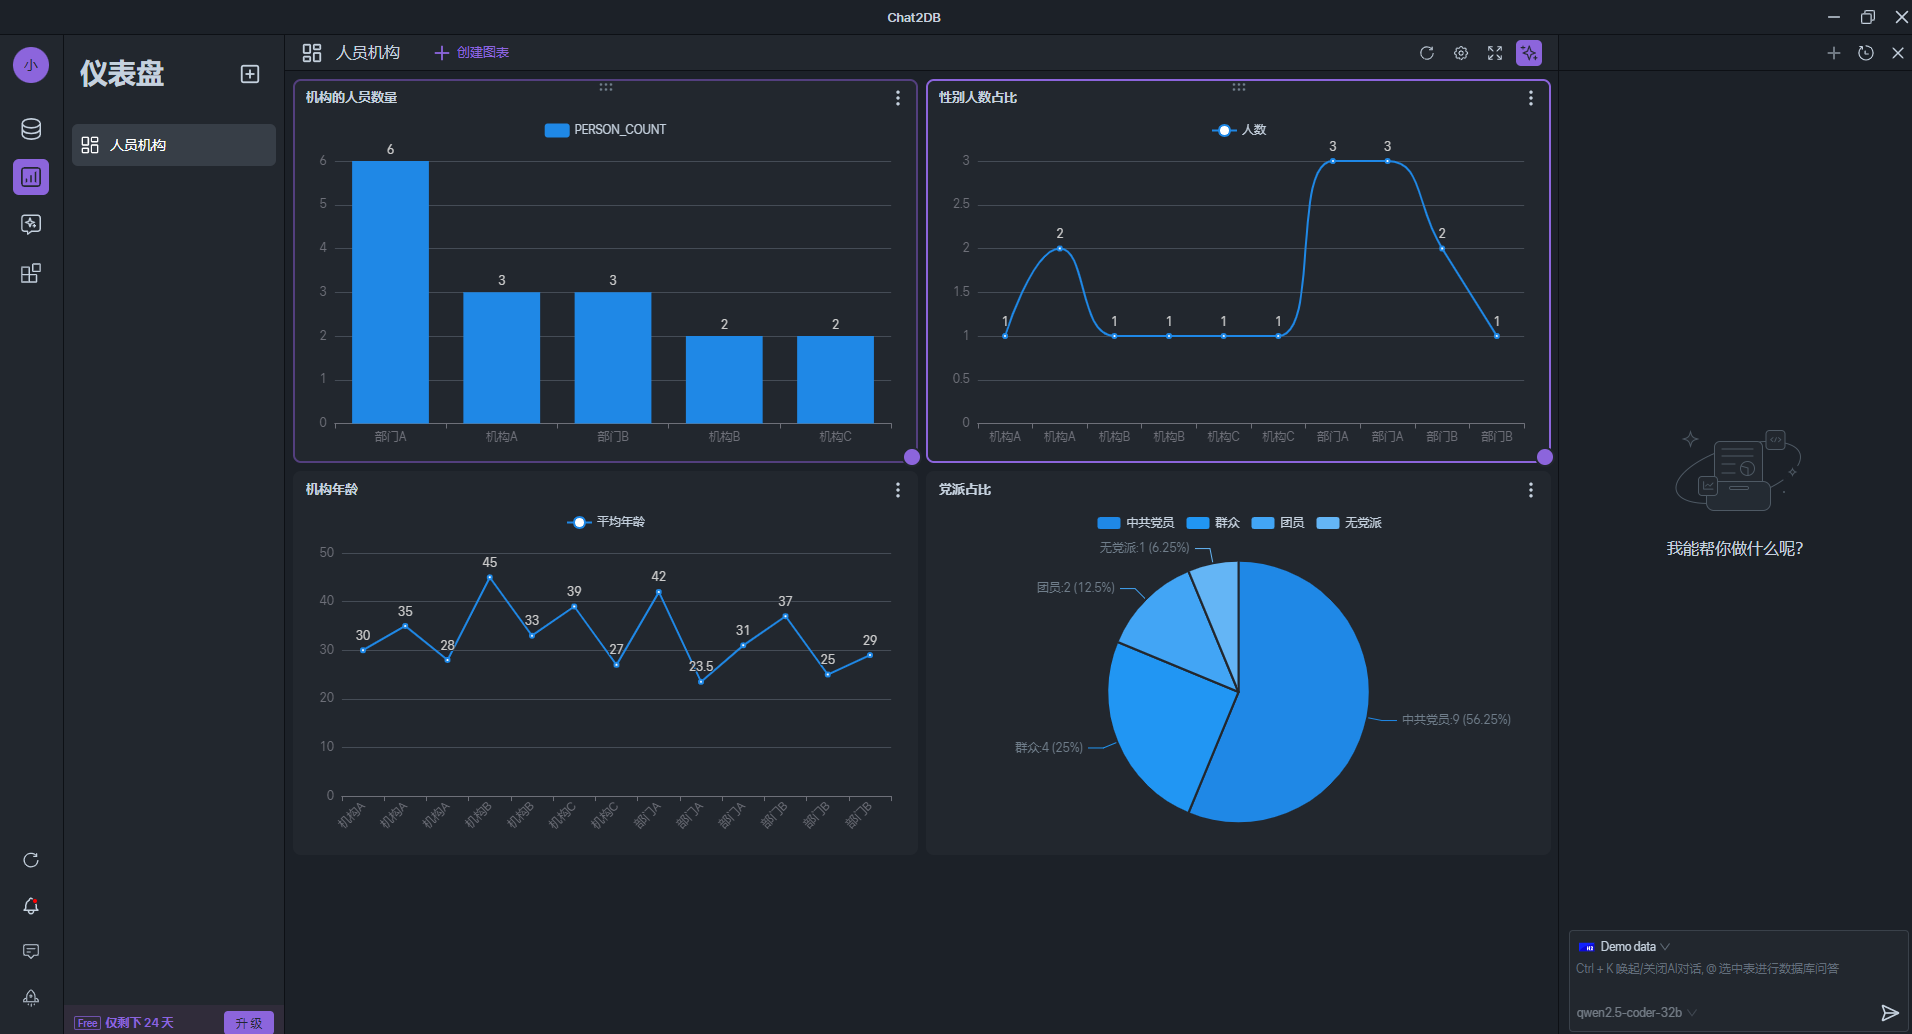 Chat2DB
小
仪表盘
人员机构
人员机构
创建图表
机构的人员数量
PERSON_COUNT
6
5
4
3
2
1
0
6
3
3
2
2
部门A
机构A
部门B
机构B
机构C
性别人数占比
人数
3
2.5
2
1.5
1
0.5
0
1
2
1
1
1
1
3
3
2
1
机构A
机构A
机构B
机构B
机构C
机构C
部门A
部门A
部门B
部门B
机构年龄
平均年龄
50
40
30
20
10
0
30
35
28
45
33
39
27
42
23.5
31
37
25
29
机构A
机构A
机构A
机构B
机构B
机构C
机构C
部门A
部门A
部门A
部门B
部门B
部门B
党派占比
中共党员
群众
团员
无党派
无党派:1 (6.25%)
团员:2 (12.5%)
群众:4 (25%)
中共党员:9 (56.25%)
我能帮你做什么呢?
Demo data
Ctrl + K 唤起/关闭AI对话, @ 选中表进行数据库问答
qwen2.5-coder-32b
Free 仅剩下 24 天
升 级